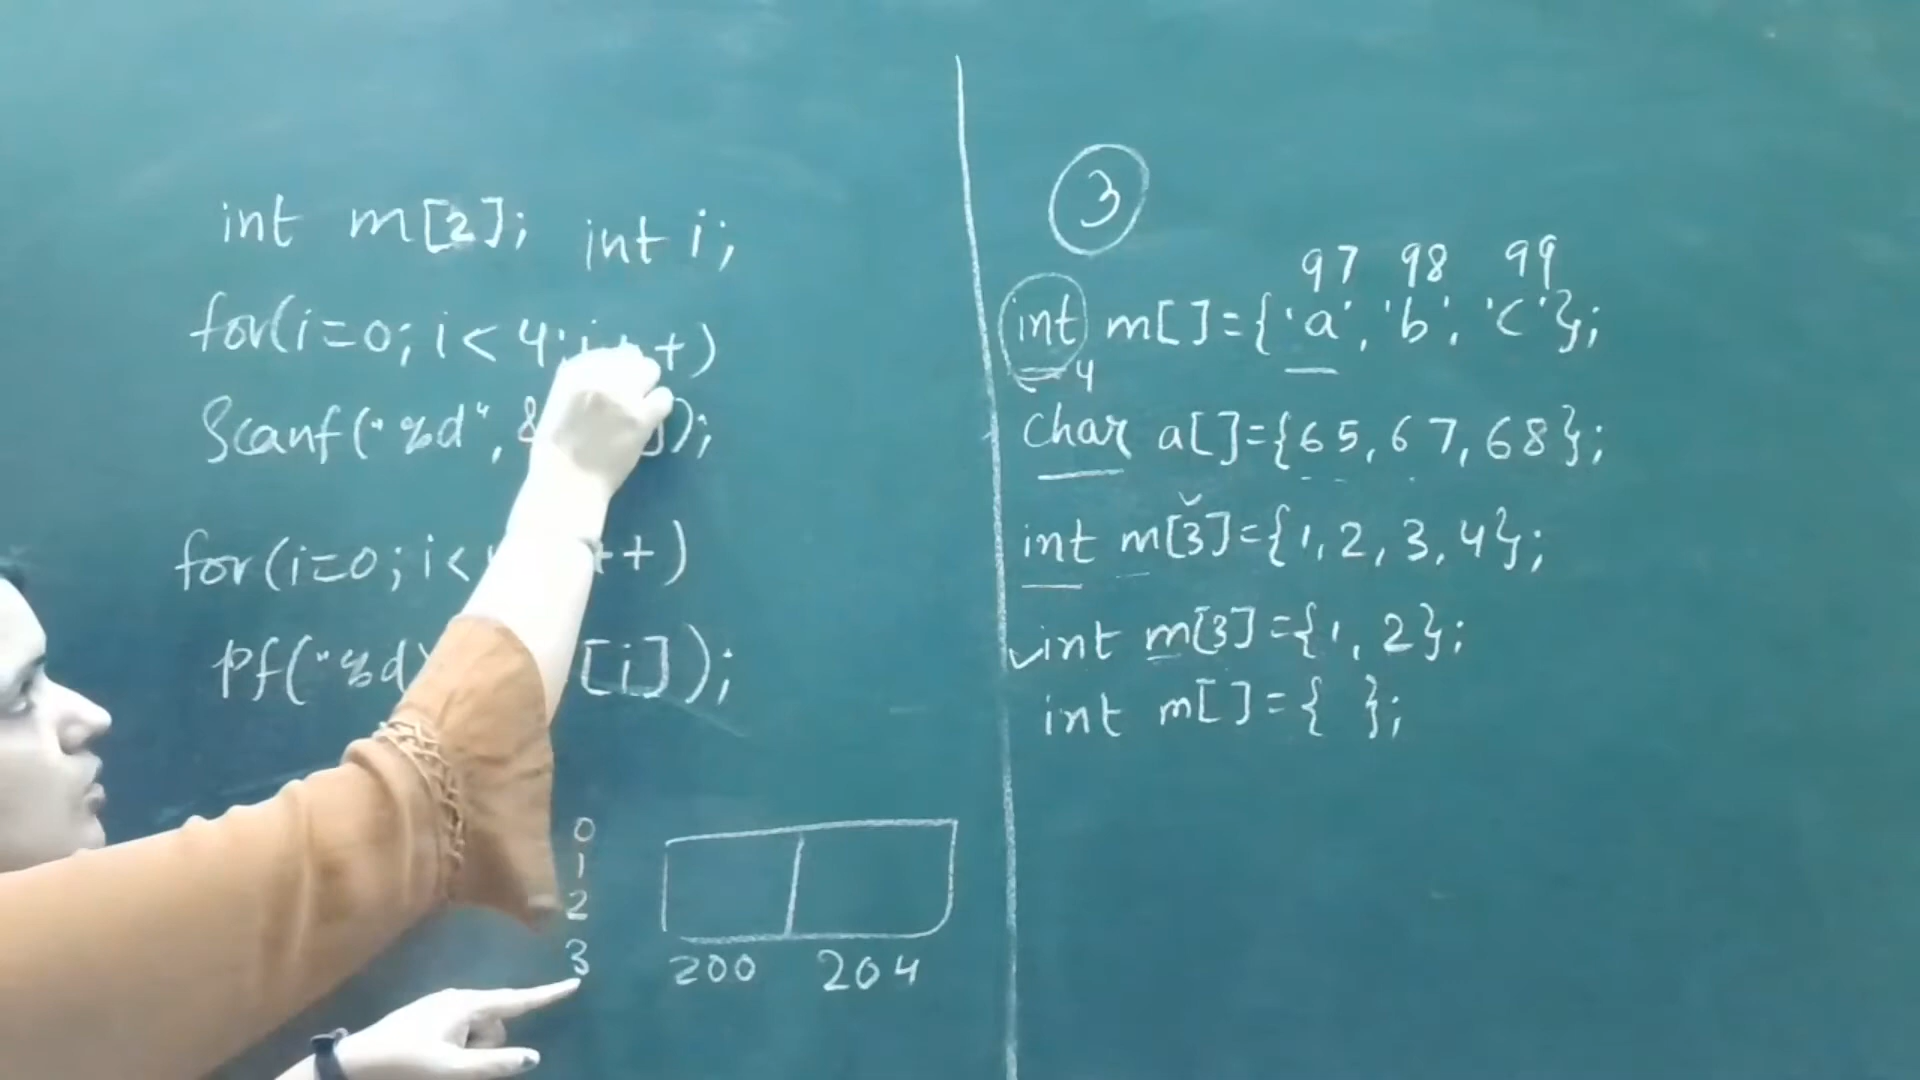 int m[2]; int i;
for(i=0; i<4; i++)
Scanf("%d", &
]);
for(i=0; i<
++)
Pf("%d
[i]);
0
1
2
3
200 204
3
97 98 99
int m[]={'a', 'b', 'c'};
4
char a[]={65,67,68};
int m[3]={1,2,3,4};
int m[3]={1,2};
int m[]={ };